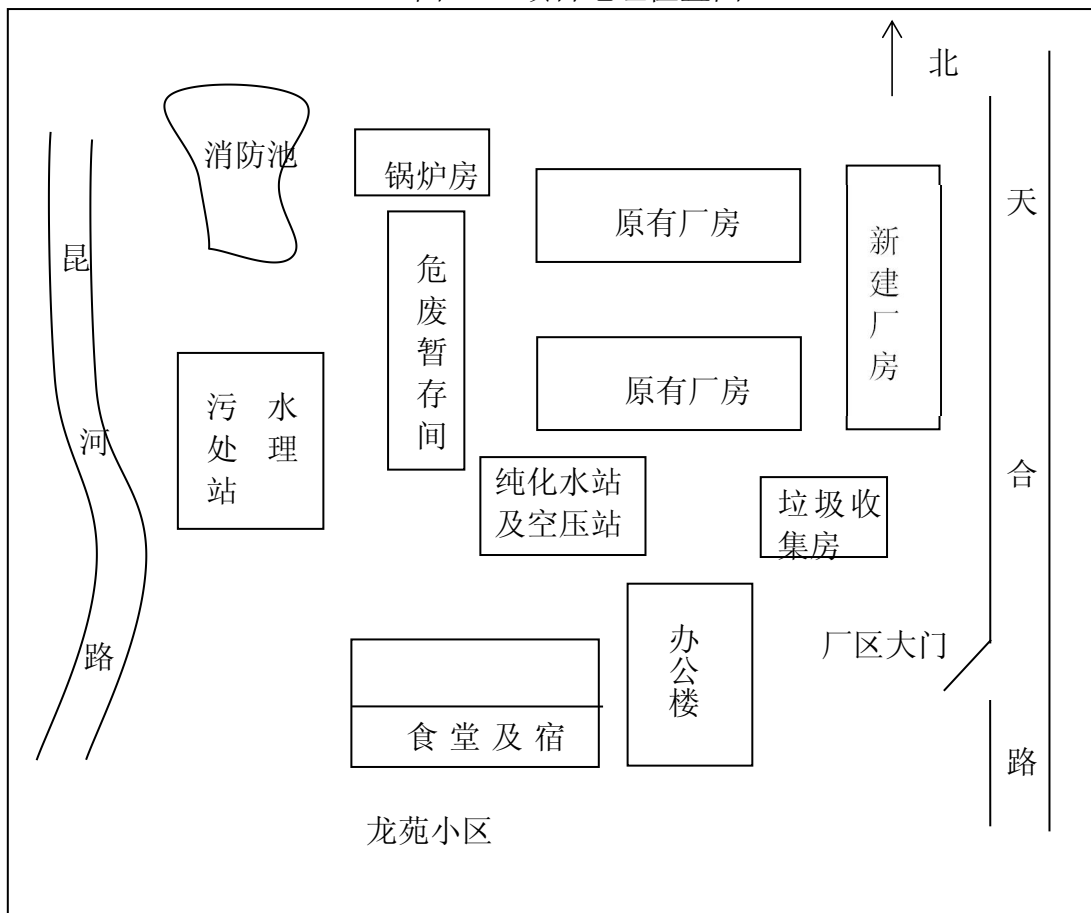 北
消防池
锅炉房
原有厂房
天
新建厂房
昆
危废暂存间
原有厂房
污 水
处 理
站
河
合
纯化水站
及空压站
垃圾收
集房
办公楼
厂区大门
路
食堂及宿
路
龙苑小区